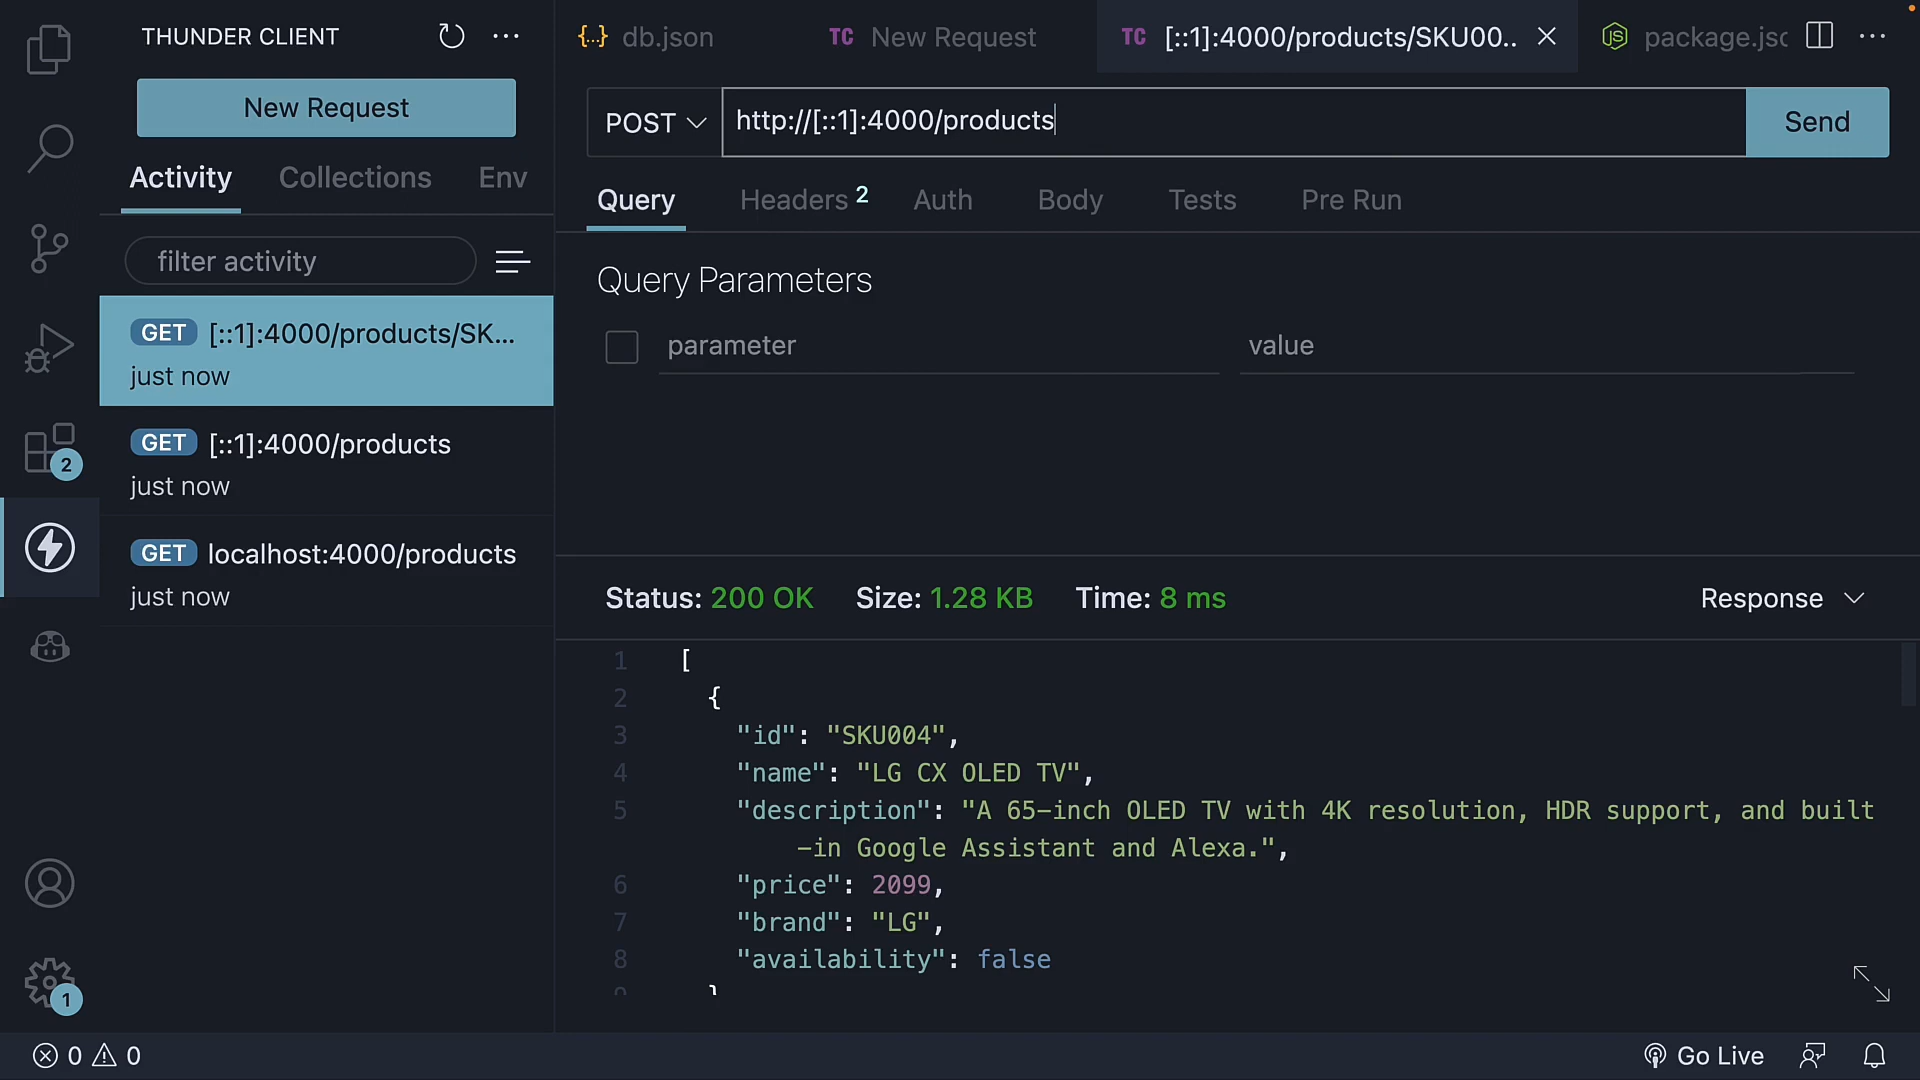 THUNDER CLIENT
New Request
Activity Collections Env
filter activity
GET [::1]:4000/products/SK...
just now
GET [::1]:4000/products
just now
GET localhost:4000/products
just now
2
1
{..} db.json
TC New Request
TC [::1]:4000/products/SKU00..
JS package.jsc
POST http://[::1]:4000/products
Send
Query Headers 2 Auth Body Tests Pre Run
Query Parameters
parameter value
Status: 200 OK Size: 1.28 KB Time: 8 ms Response
1 [
2 {
3 "id": "SKU004",
4 "name": "LG CX OLED TV",
5 "description": "A 65-inch OLED TV with 4K resolution, HDR support, and built
-in Google Assistant and Alexa.",
6 "price": 2099,
7 "brand": "LG",
8 "availability": false
0 0 Go Live